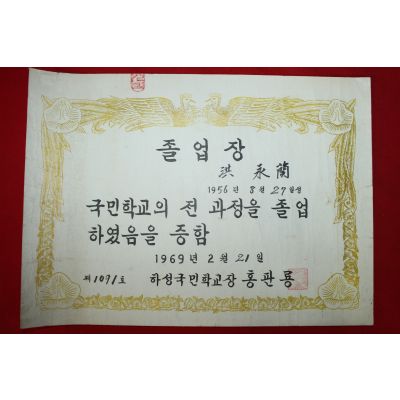 졸업장
洪 永蘭
1956년 8월 27일생
국민학교의 전 과정을 졸업
하였음을 증함
1969년 2월 21일
제1091호 하성국민학교장 홍관룡